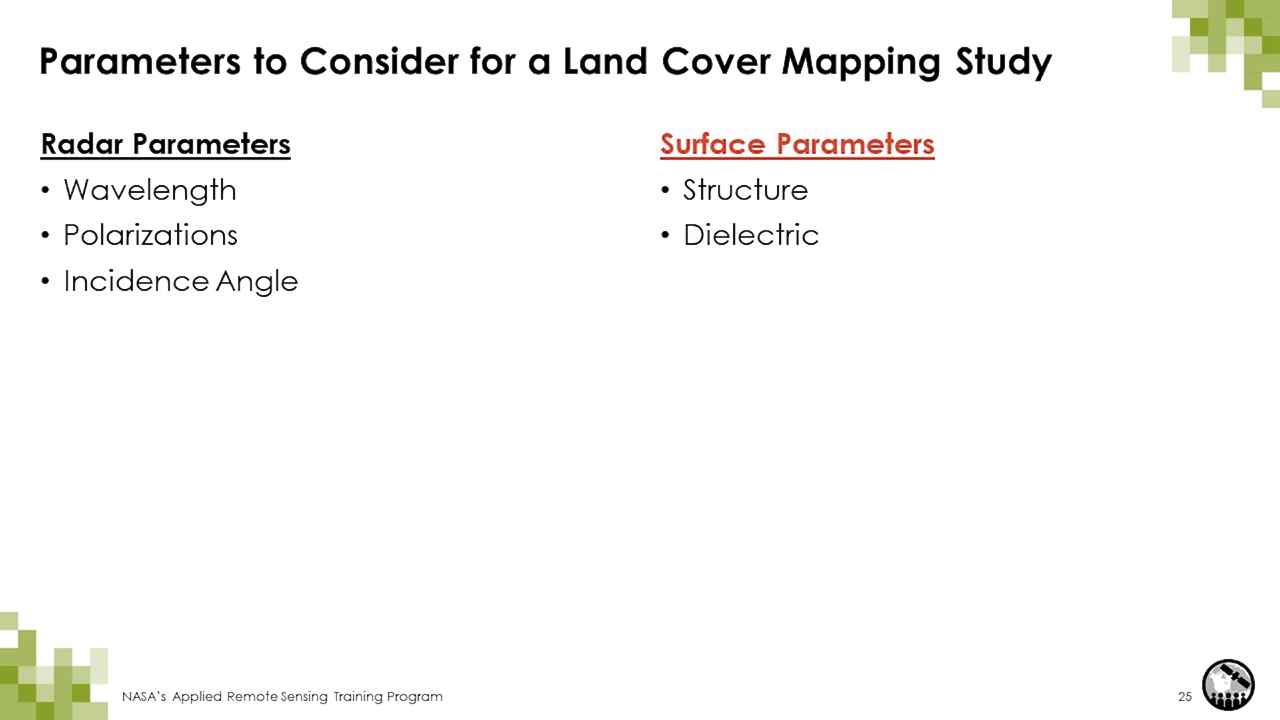 Parameters to Consider for a Land Cover Mapping Study
Radar Parameters
• Wavelength
• Polarizations
• Incidence Angle
Surface Parameters
• Structure
• Dielectric
NASA's Applied Remote Sensing Training Program
25